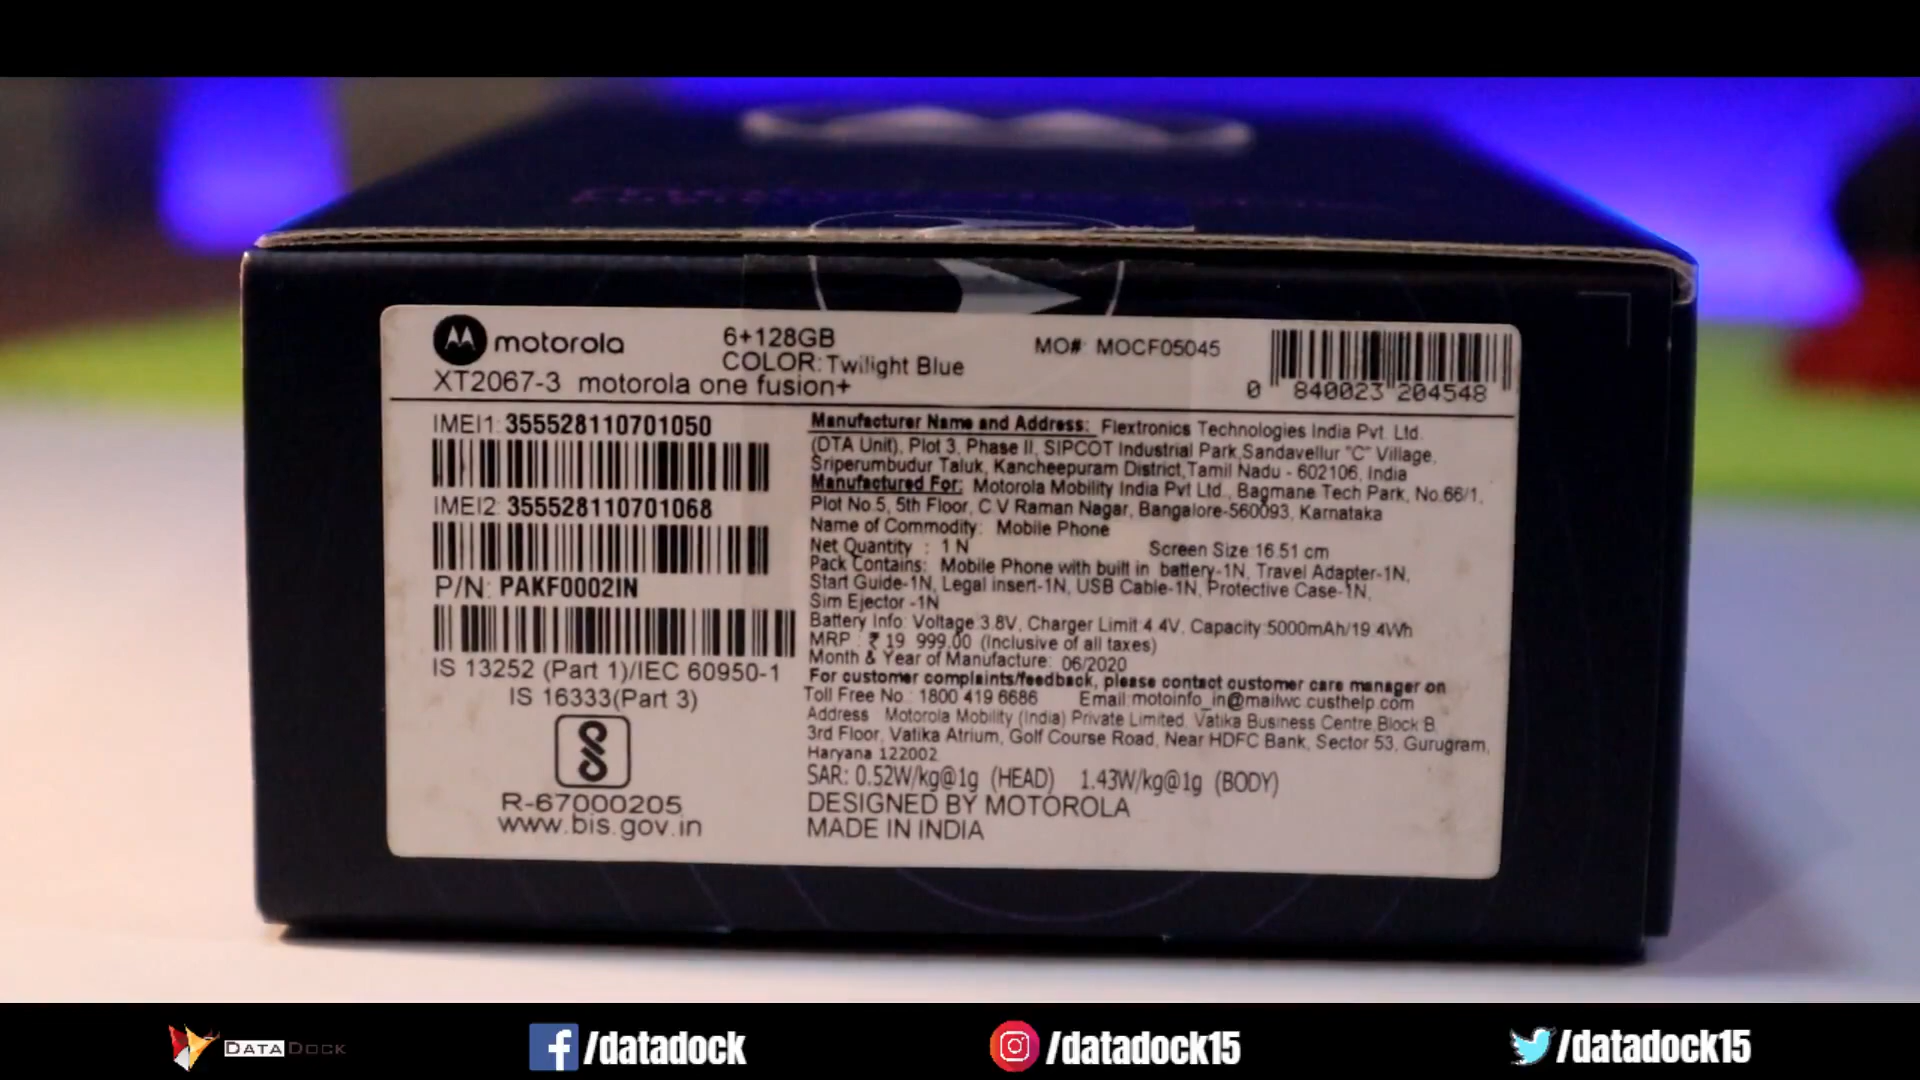 motorola
6+128GB
COLOR: Twilight Blue
MO# MOCF05045
XT2067-3 motorola one fusion+
0 840023 204548
IMEI1: 355528110701050
IMEI2: 355528110701068
P/N: PAKF0002IN
IS 13252 (Part 1)/IEC 60950-1
IS 16333(Part 3)
R-67000205
www.bis.gov.in
Manufacturer Name and Address: Flextronics Technologies India Pvt. Ltd.
(DTA Unit), Plot 3, Phase II, SIPCOT Industrial Park,Sandavellur "C" Village,
Sriperumbudur Taluk, Kancheepuram District,Tamil Nadu - 602106, India
Manufactured For: Motorola Mobility India Pvt Ltd., Bagmane Tech Park, No.66/1,
Plot No.5, 5th Floor, C V Raman Nagar, Bangalore-560093, Karnataka
Name of Commodity: Mobile Phone
Net Quantity : 1 N Screen Size:16.51 cm
Pack Contains: Mobile Phone with built in battery-1N, Travel Adapter-1N,
Start Guide-1N, Legal insert-1N, USB Cable-1N, Protective Case-1N,
Sim Ejector -1N
Battery Info: Voltage 3.8V, Charger Limit:4.4V, Capacity:5000mAh/19.4Wh
MRP : ₹ 19 999.00 (Inclusive of all taxes)
Month & Year of Manufacture: 06/2020
For customer complaints/feedback, please contact customer care manager on
Toll Free No : 1800 419 6686 Email:motoinfo_in@mailwc.custhelp.com
Address Motorola Mobility (India) Private Limited, Vatika Business Centre,Block B,
3rd Floor, Vatika Atrium, Golf Course Road, Near HDFC Bank, Sector 53, Gurugram,
Haryana 122002
SAR: 0.52W/kg@1g (HEAD) 1.43W/kg@1g (BODY)
DESIGNED BY MOTOROLA
MADE IN INDIA
DATA DOCK
/datadock
/datadock15
/datadock15